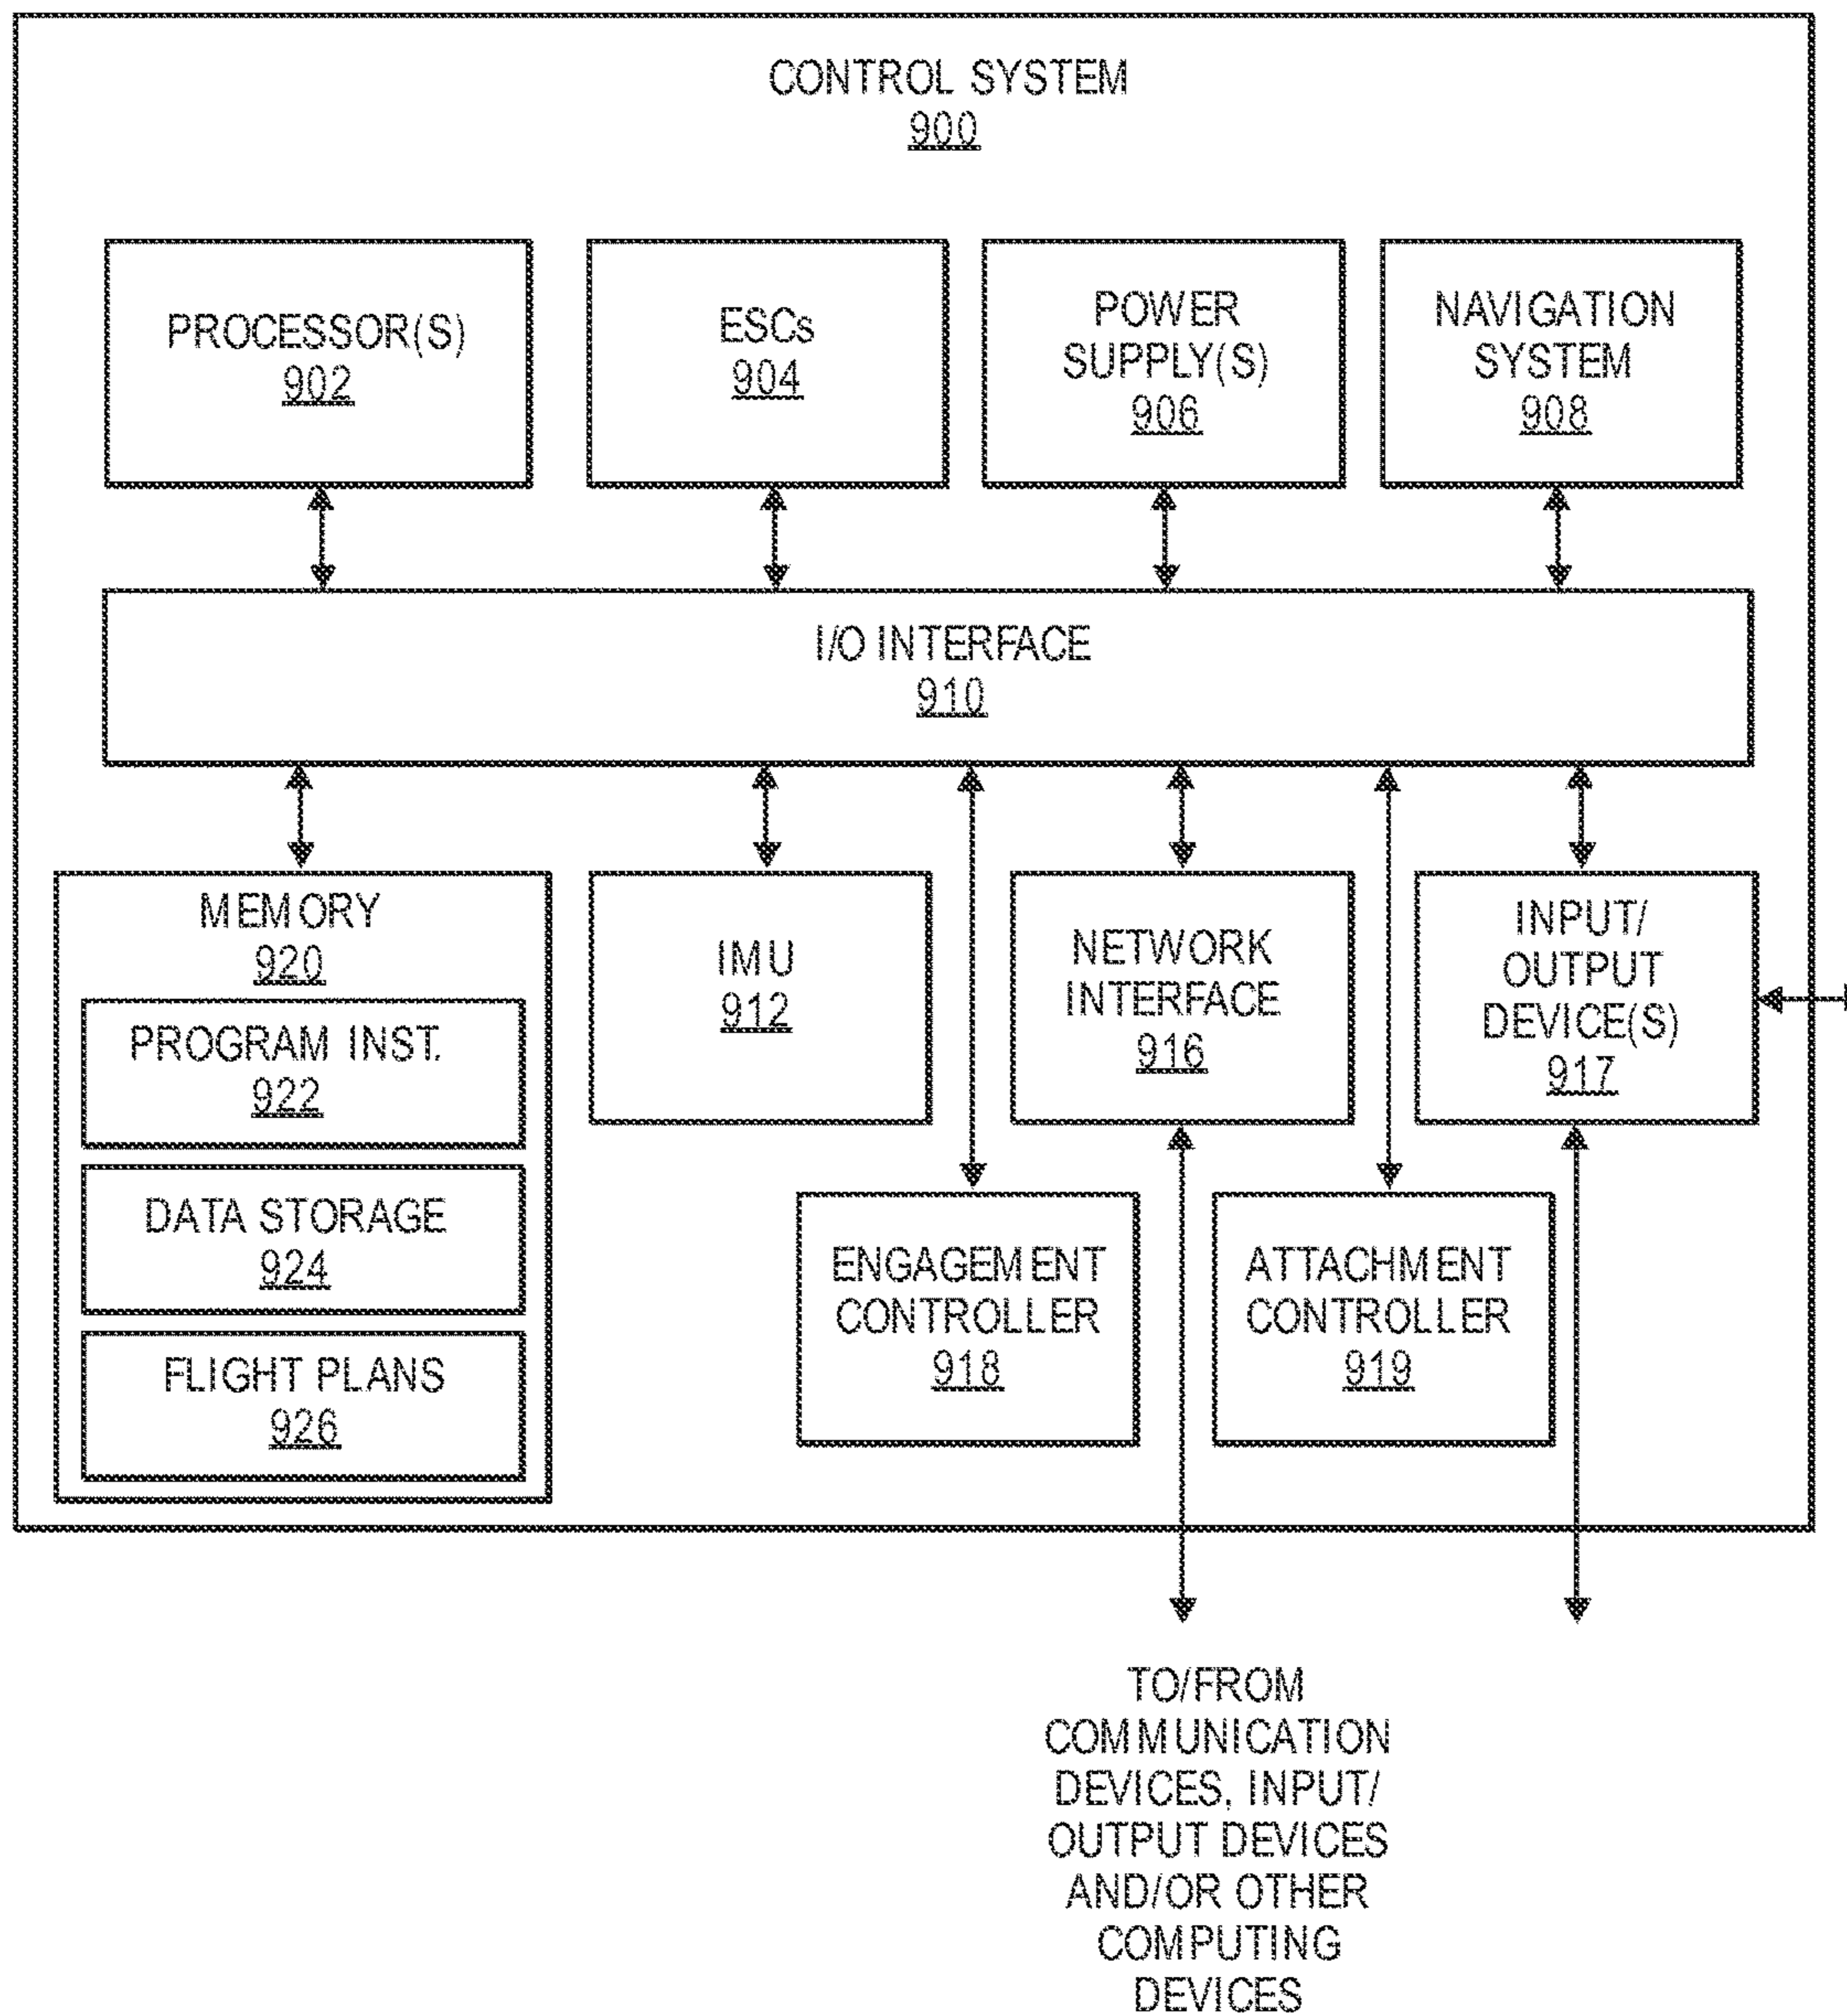 CONTROL SYSTEM
900
PROCESSOR(S)
902
ESCs
904
POWER
SUPPLY(S)
906
NAVIGATION
SYSTEM
908
I/O INTERFACE
910
MEMORY
920
PROGRAM INST.
922
DATA STORAGE
924
FLIGHT PLANS
926
IMU
912
NETWORK
INTERFACE
916
INPUT/
OUTPUT
DEVICE(S)
917
ENGAGEMENT
CONTROLLER
918
ATTACHMENT
CONTROLLER
919
TO/FROM
COMMUNICATION
DEVICES, INPUT/
OUTPUT DEVICES
AND/OR OTHER
COMPUTING
DEVICES